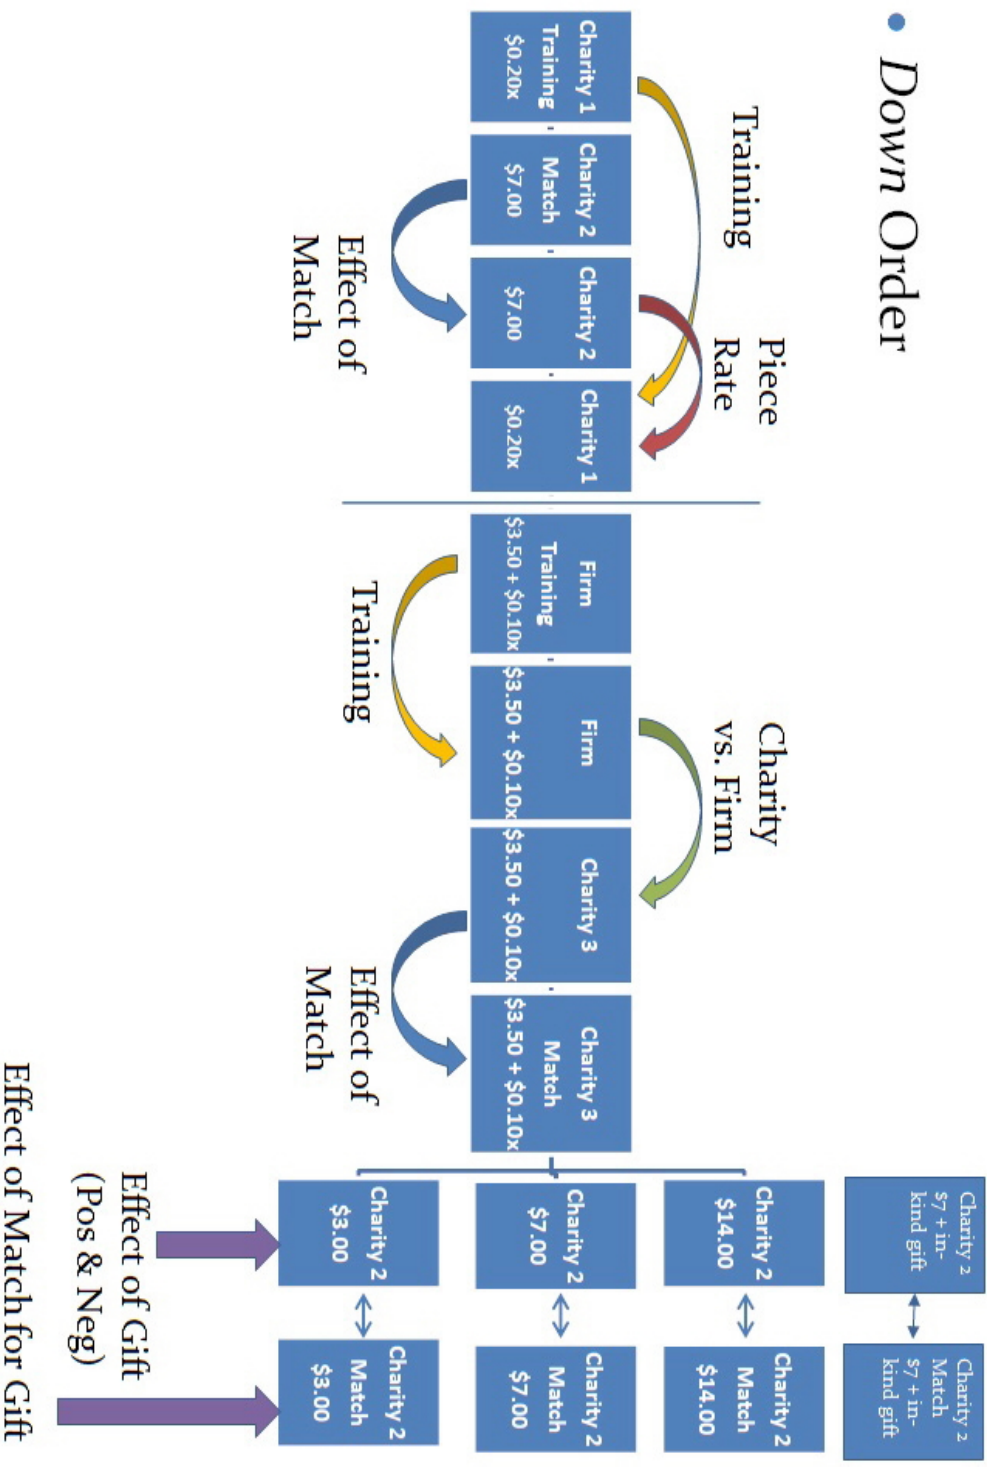 • Down Order
Training
Piece
Rate
Charity
vs. Firm
Charity 1
Training
$0.20x
Charity 2
Match
$7.00
Charity 2
$7.00
Charity 1
$0.20x
Firm
Training
$3.50 + $0.10x
Firm
$3.50 + $0.10x
Charity 3
$3.50 + $0.10x
Charity 3
Match
$3.50 + $0.10x
Effect of
Match
Training
Effect of
Match
Charity 2
$7 + in-
kind gift
Charity 2
Match
$7 + in-
kind gift
Charity 2
$14.00
Charity 2
Match
$14.00
Charity 2
$7.00
Charity 2
Match
$7.00
Charity 2
$3.00
Charity 2
Match
$3.00
Effect of Gift
(Pos & Neg)
Effect of Match for Gift